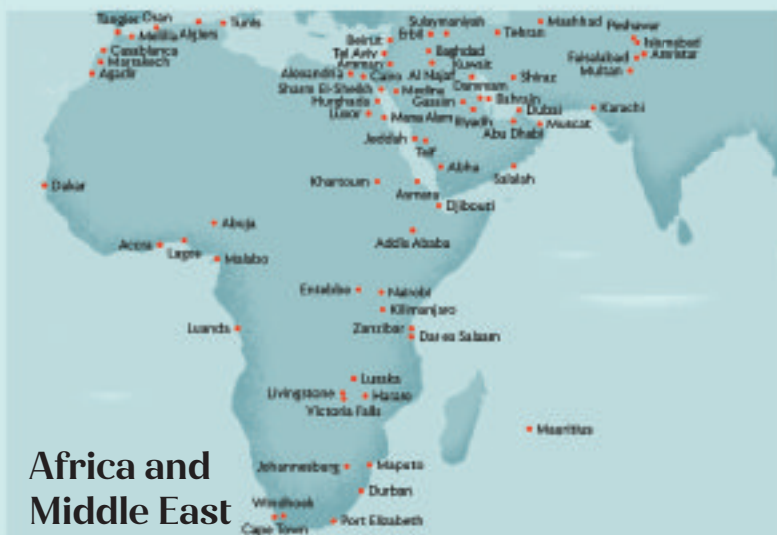 Tangier
Oran
Tunis
Melilla
Algiers
Casablanca
Marrakech
Agadir
Sulaymaniyah
Mashhad
Peshawar
Beirut
Erbil
Tehran
Islamabad
Tel Aviv
Baghdad
Faisalabad
Amritsar
Amman
Kuwait
Multan
Alexandria
Cairo
Al Najaf
Shiraz
Sharm El-Sheikh
Medina
Dammam
Hurghada
Gassim
Bahrain
Dubai
Karachi
Luxor
Marsa Alam
Riyadh
Abu Dhabi
Muscat
Jeddah
Taif
Abha
Salalah
Dakar
Khartoum
Asmara
Djibouti
Abuja
Addis Ababa
Accra
Lagos
Malabo
Entebbe
Nairobi
Kilimanjaro
Luanda
Zanzibar
Dar es Salaam
Lusaka
Livingstone
Harare
Victoria Falls
Mauritius
Africa and
Middle East
Johannesberg
Maputo
Durban
Windhoek
Cape Town
Port Elizabeth